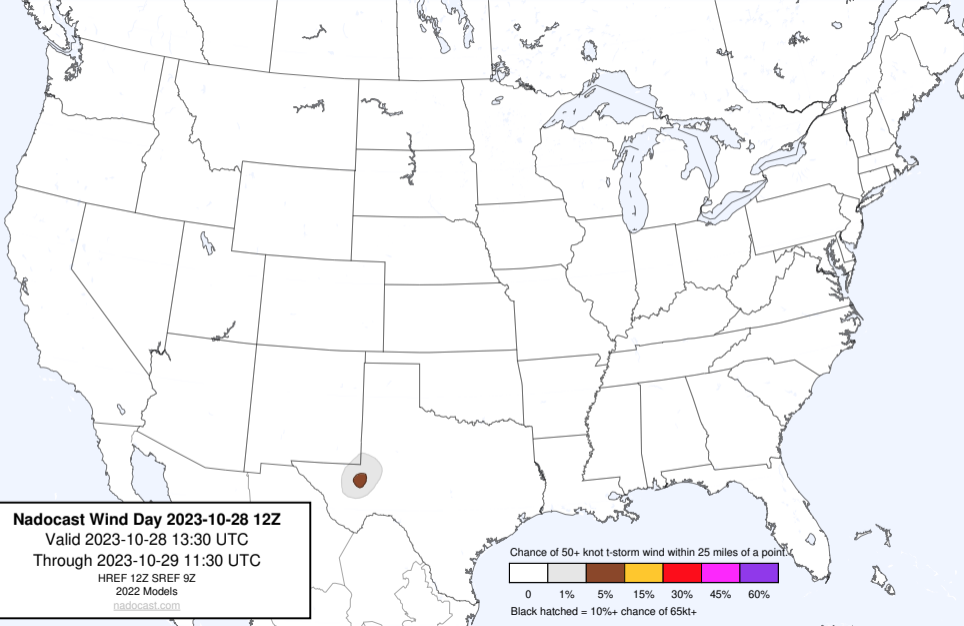 Nadocast Wind Day 2023-10-28 12Z
Valid 2023-10-28 13:30 UTC
Through 2023-10-29 11:30 UTC
HREF 12Z SREF 9Z
2022 Models
nadocast.com
Chance of 50+ knot t-storm wind within 25 miles of a point.
0 1% 5% 15% 30% 45% 60%
Black hatched = 10%+ chance of 65kt+